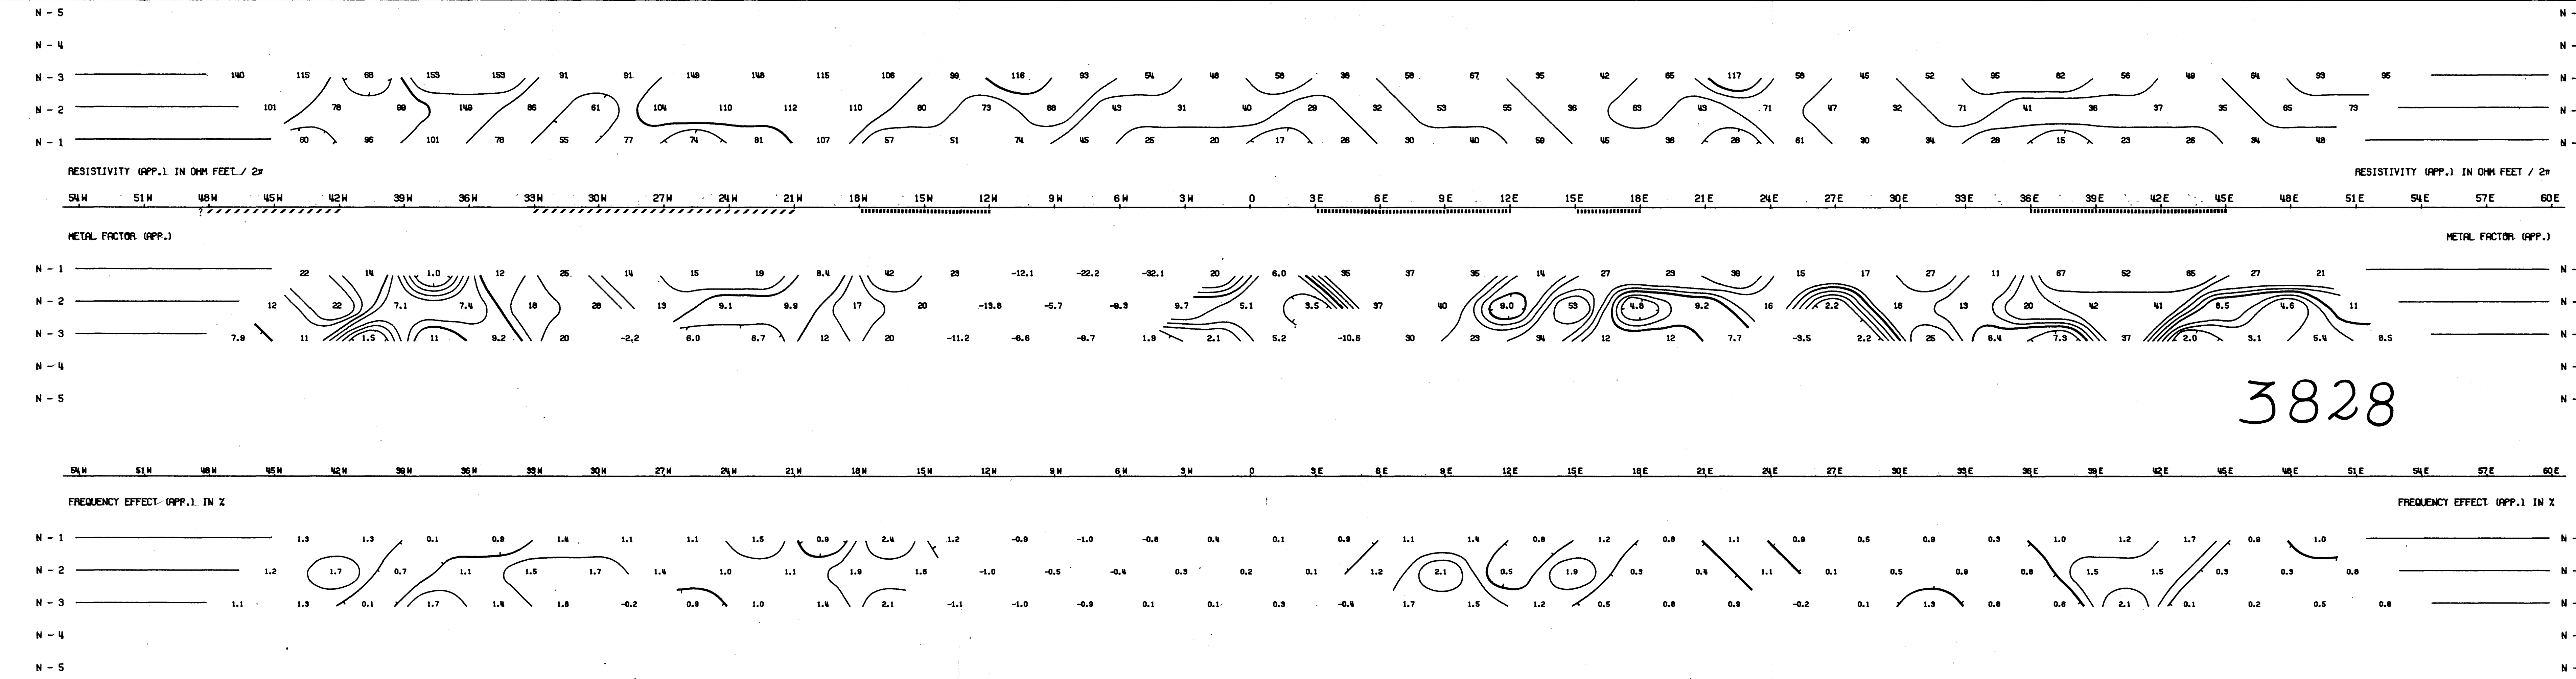 N - 5 N -
N - 4 N -
N - 3 140 115 68 153 153 91 91 149 148 115 106 99 116 93 54 48 58 38 58 67 35 42 65 117 58 45 52 95 62 56 49 64 93 95 N -
N - 2 101 78 99 149 86 61 104 110 112 110 80 73 88 43 31 40 29 32 53 55 36 63 43 71 47 32 71 41 36 37 35 65 73 N -
N - 1 60 96 101 78 55 77 74 81 107 57 51 74 45 25 20 17 26 30 40 59 45 36 28 61 30 34 28 15 23 26 34 48 N -
RESISTIVITY (APP.) IN OHM FEET / 2π RESISTIVITY (APP.) IN OHM FEET / 2π
54W 51W 48W 45W 42W 39W 36W 33W 30W 27W 24W 21W 18W 15W 12W 9W 6W 3W 0 3E 6E 9E 12E 15E 18E 21E 24E 27E 30E 33E 36E 39E 42E 45E 48E 51E 54E 57E 60E
?
METAL FACTOR (APP.) METAL FACTOR (APP.)
N - 1 22 14 1.0 12 25 14 15 19 8.4 42 23 -12.1 -22.2 -32.1 20 6.0 35 37 35 14 27 23 39 15 17 27 11 67 52 65 27 21 N -
N - 2 12 22 7.1 7.4 18 28 13 9.1 9.9 17 20 -13.8 -5.7 -9.3 9.7 5.1 3.5 37 40 9.0 53 4.8 9.2 16 2.2 16 13 20 42 41 8.5 4.6 11 N -
N - 3 7.9 11 1.5 11 9.2 20 -2.2 6.0 6.7 12 20 -11.2 -8.6 -9.7 1.9 2.1 5.2 -10.6 30 23 34 12 12 7.7 -3.5 2.2 25 8.4 7.3 37 2.0 3.1 5.4 8.5 N -
N - 4 N -
N - 5 N -
3828
54W 51W 48W 45W 42W 39W 36W 33W 30W 27W 24W 21W 18W 15W 12W 9W 6W 3W 0 3E 6E 9E 12E 15E 18E 21E 24E 27E 30E 33E 36E 39E 42E 45E 48E 51E 54E 57E 60E
FREQUENCY EFFECT (APP.) IN % FREQUENCY EFFECT (APP.) IN %
N - 1 1.3 1.3 0.1 0.9 1.4 1.1 1.1 1.5 0.9 2.4 1.2 -0.9 -1.0 -0.8 0.4 0.1 0.9 1.1 1.4 0.8 1.2 0.8 1.1 0.9 0.5 0.9 0.3 1.0 1.2 1.7 0.9 1.0 N -
N - 2 1.2 1.7 0.7 1.1 1.5 1.7 1.4 1.0 1.1 1.9 1.6 -1.0 -0.5 -0.4 0.3 0.2 0.1 1.2 2.1 0.5 1.9 0.3 0.4 1.1 0.1 0.5 0.9 0.8 1.5 1.5 0.3 0.3 0.8 N -
N - 3 1.1 1.3 0.1 1.7 1.4 1.8 -0.2 0.9 1.0 1.4 2.1 -1.1 -1.0 -0.9 0.1 0.1 0.3 -0.4 1.7 1.5 1.2 0.5 0.8 0.9 -0.2 0.1 1.3 0.8 0.6 2.1 0.1 0.2 0.5 0.8 N -
N - 4 N -
N - 5 N -